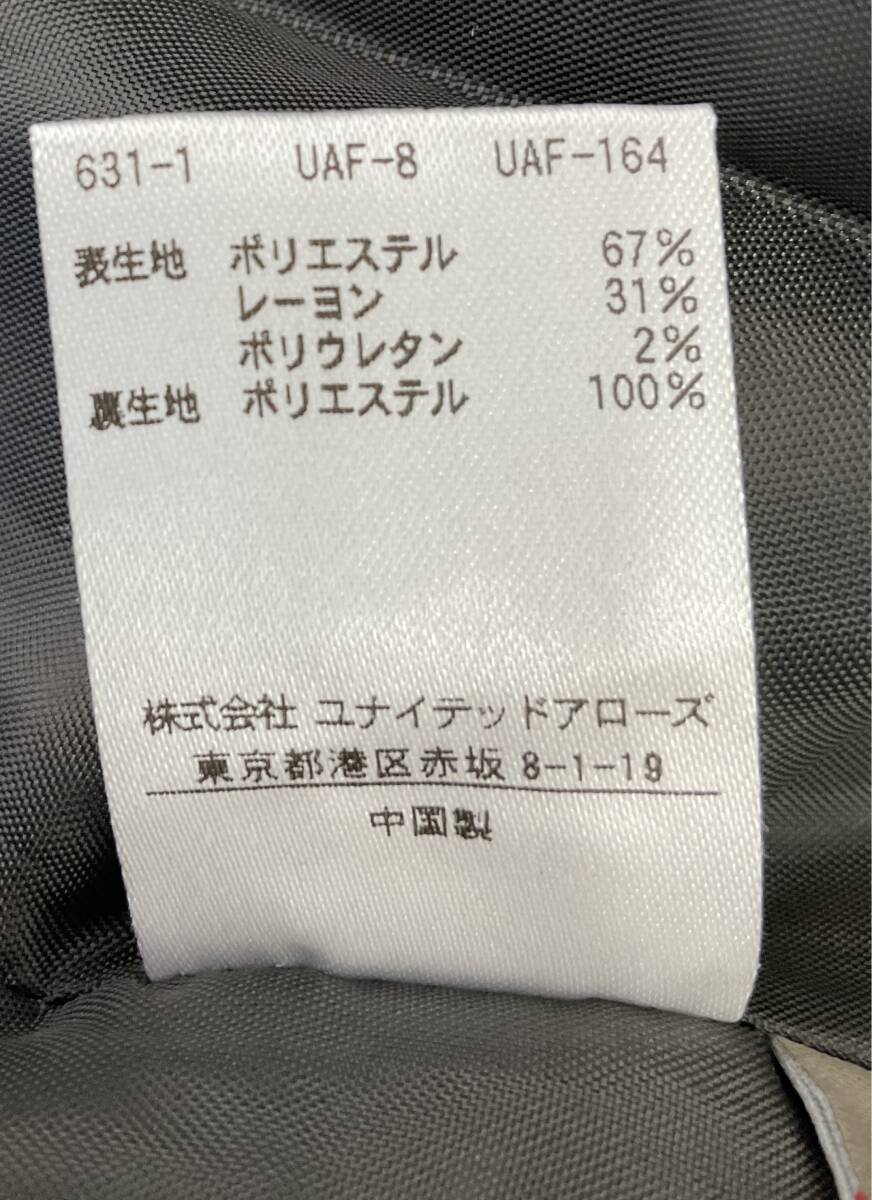 631-1 UAF-8 UAF-164
表生地 ポリエステル 67%
レーヨン 31%
ポリウレタン 2%
裏生地 ポリエステル 100%
株式会社 ユナイテッドアローズ
東京都港区赤坂 8-1-19
中国製